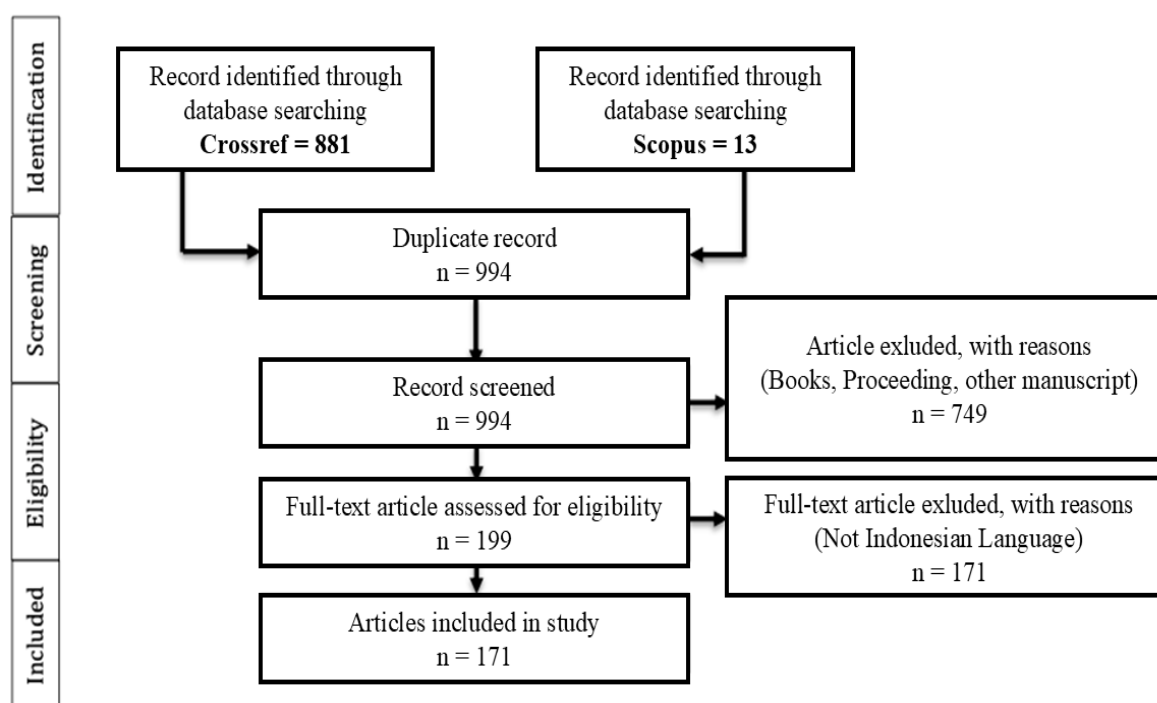 Identification
Record identified through
database searching
Crossref = 881
Record identified through
database searching
Scopus = 13
Screening
Duplicate record
n = 994
Record screened
n = 994
Article exluded, with reasons
(Books, Proceeding, other manuscript)
n = 749
Eligibility
Full-text article assessed for eligibility
n = 199
Full-text article exluded, with reasons
(Not Indonesian Language)
n = 171
Included
Articles included in study
n = 171